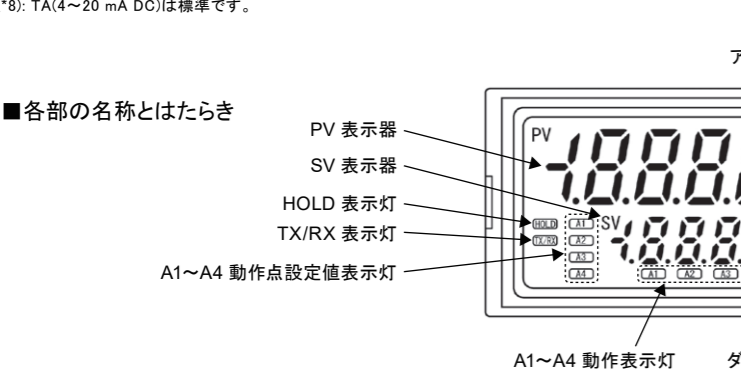 *8): TA(4～20 mA DC)は標準です。
■各部の名称とはたらき
PV 表示器
SV 表示器
HOLD 表示灯
TX/RX 表示灯
A1～A4 動作点設定値表示灯
PV
HOLD
TX/RX
A1
A2
A3
A4
SV
A1 A2 A3
A1～A4 動作表示灯